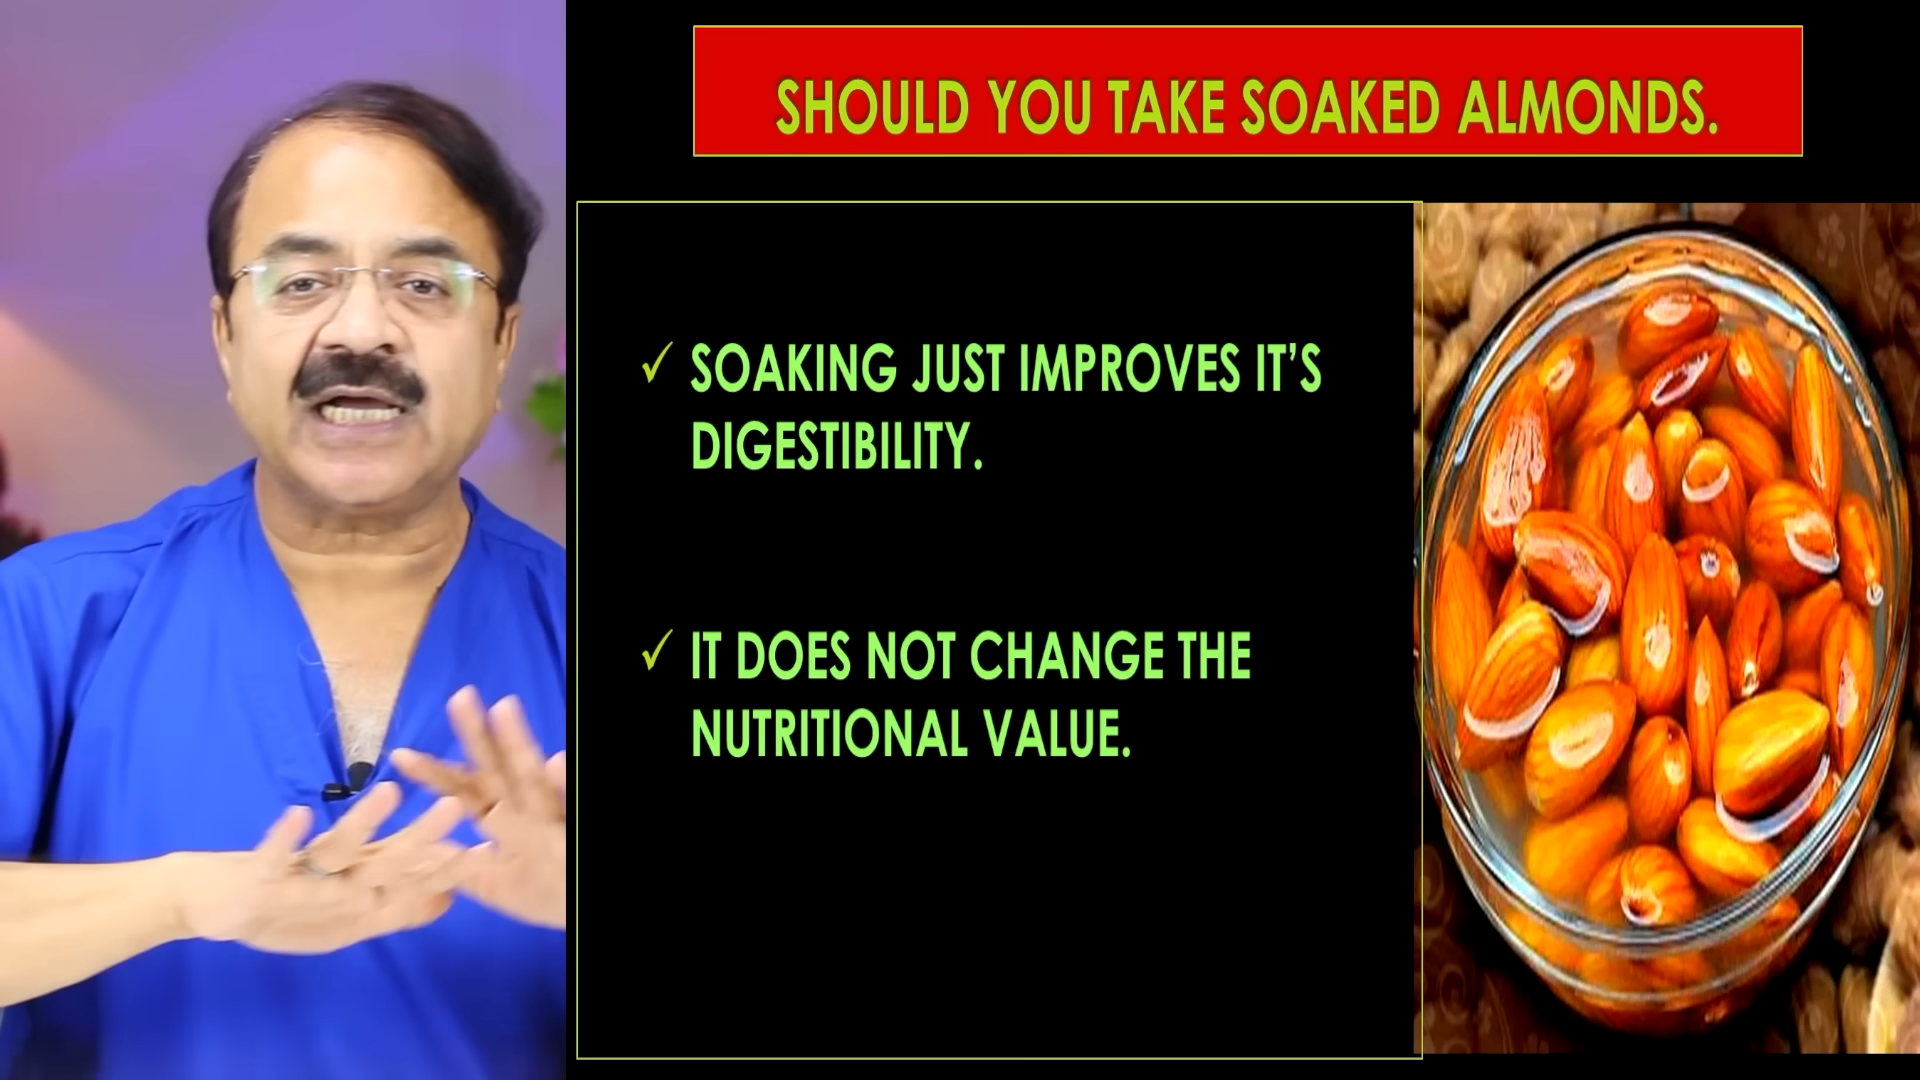 SHOULD YOU TAKE SOAKED ALMONDS.
✓ SOAKING JUST IMPROVES IT’S
DIGESTIBILITY.
✓ IT DOES NOT CHANGE THE
NUTRITIONAL VALUE.